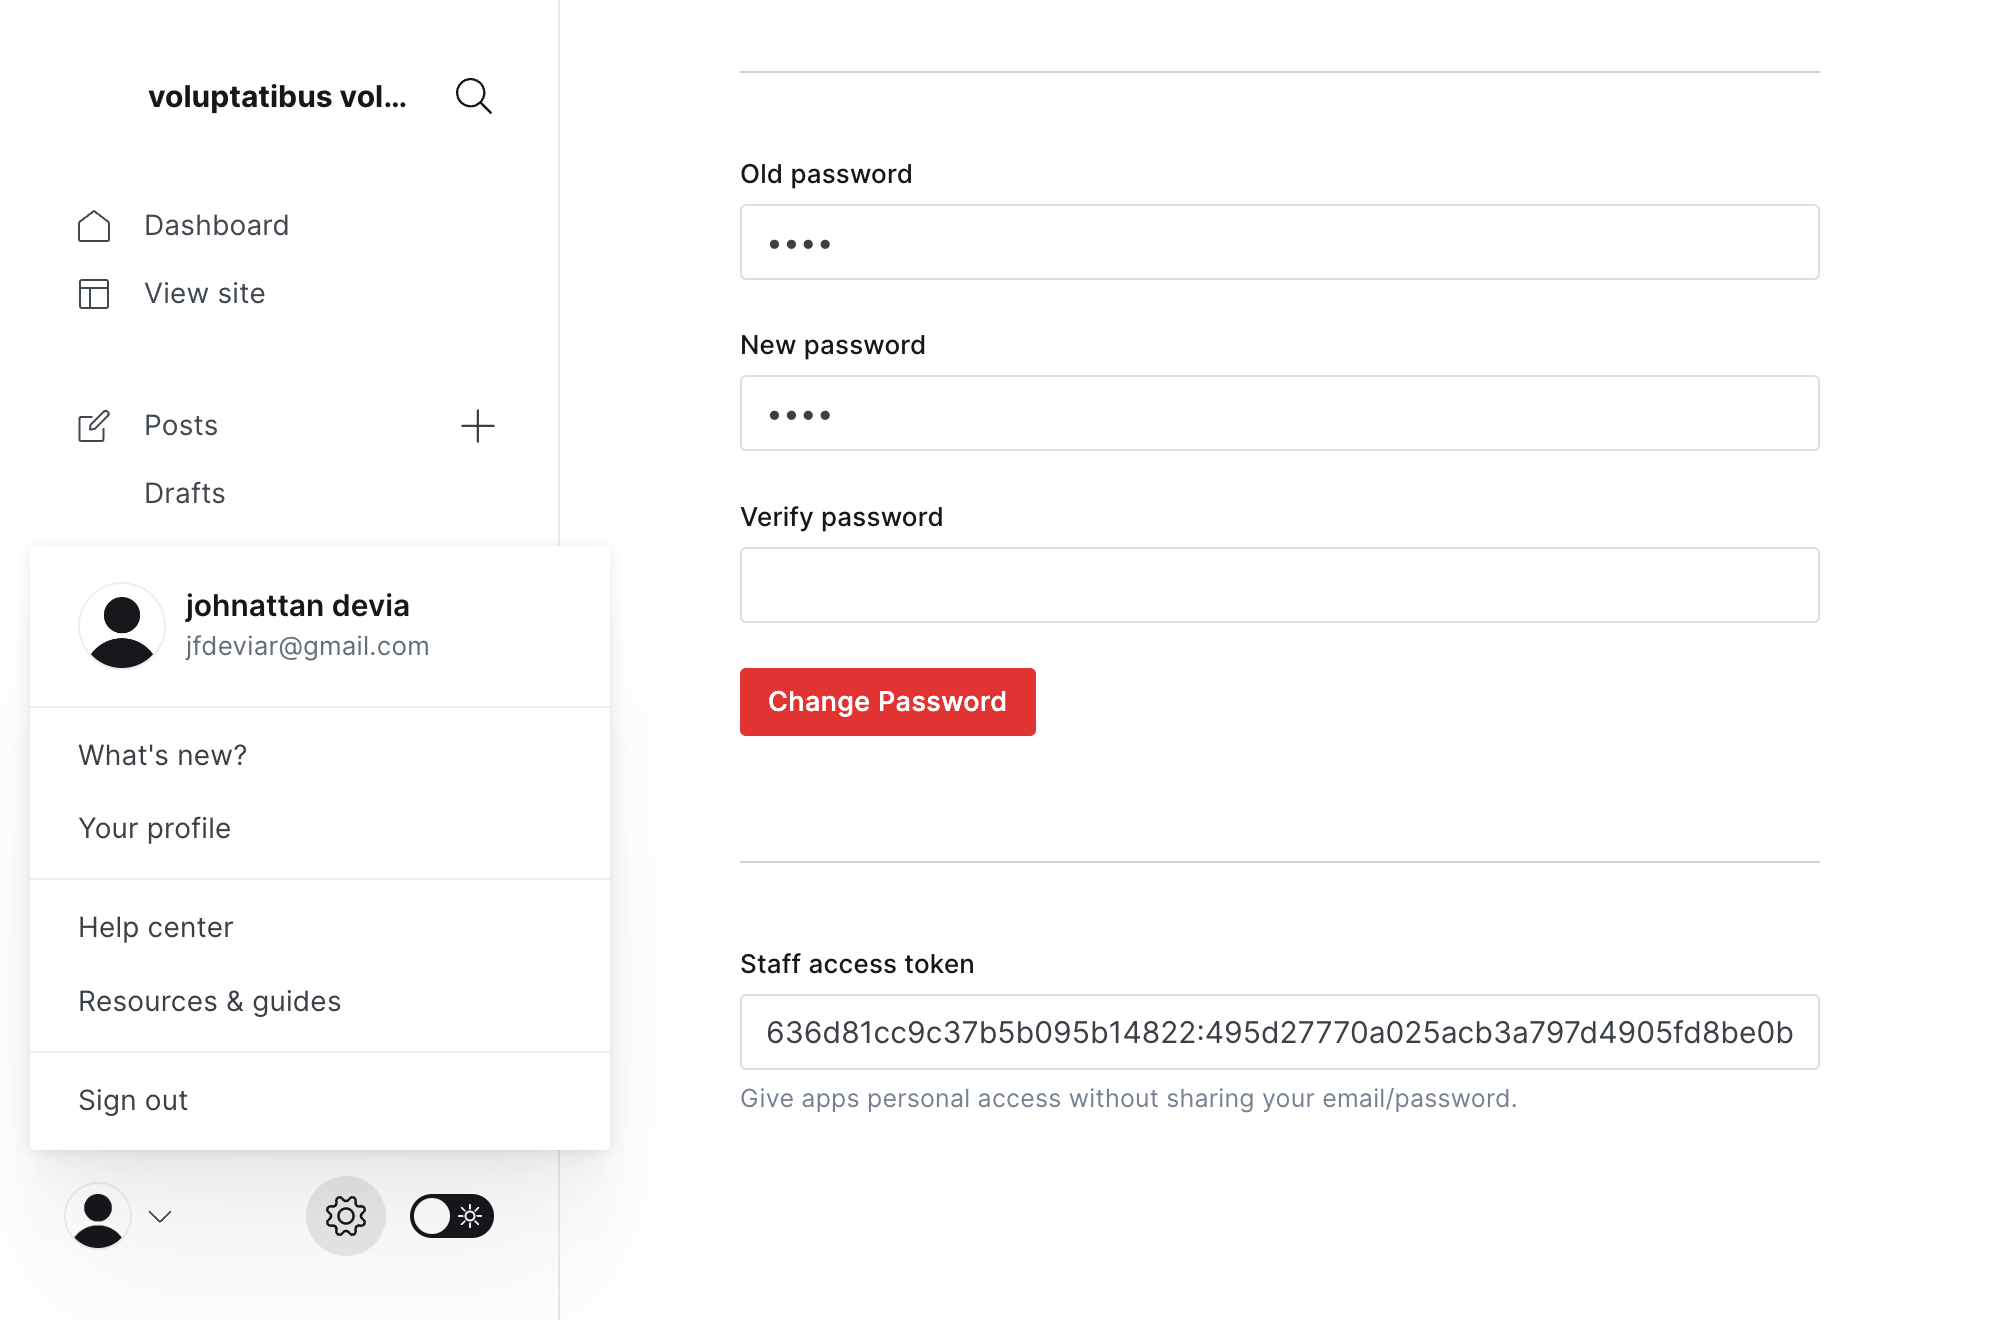 voluptatibus vol...
Dashboard
View site
Posts
Drafts
johnattan devia
jfdeviar@gmail.com
What's new?
Your profile
Help center
Resources & guides
Sign out
Old password
••••
New password
••••
Verify password
Change Password
Staff access token
636d81cc9c37b5b095b14822:495d27770a025acb3a797d4905fd8be0b
Give apps personal access without sharing your email/password.